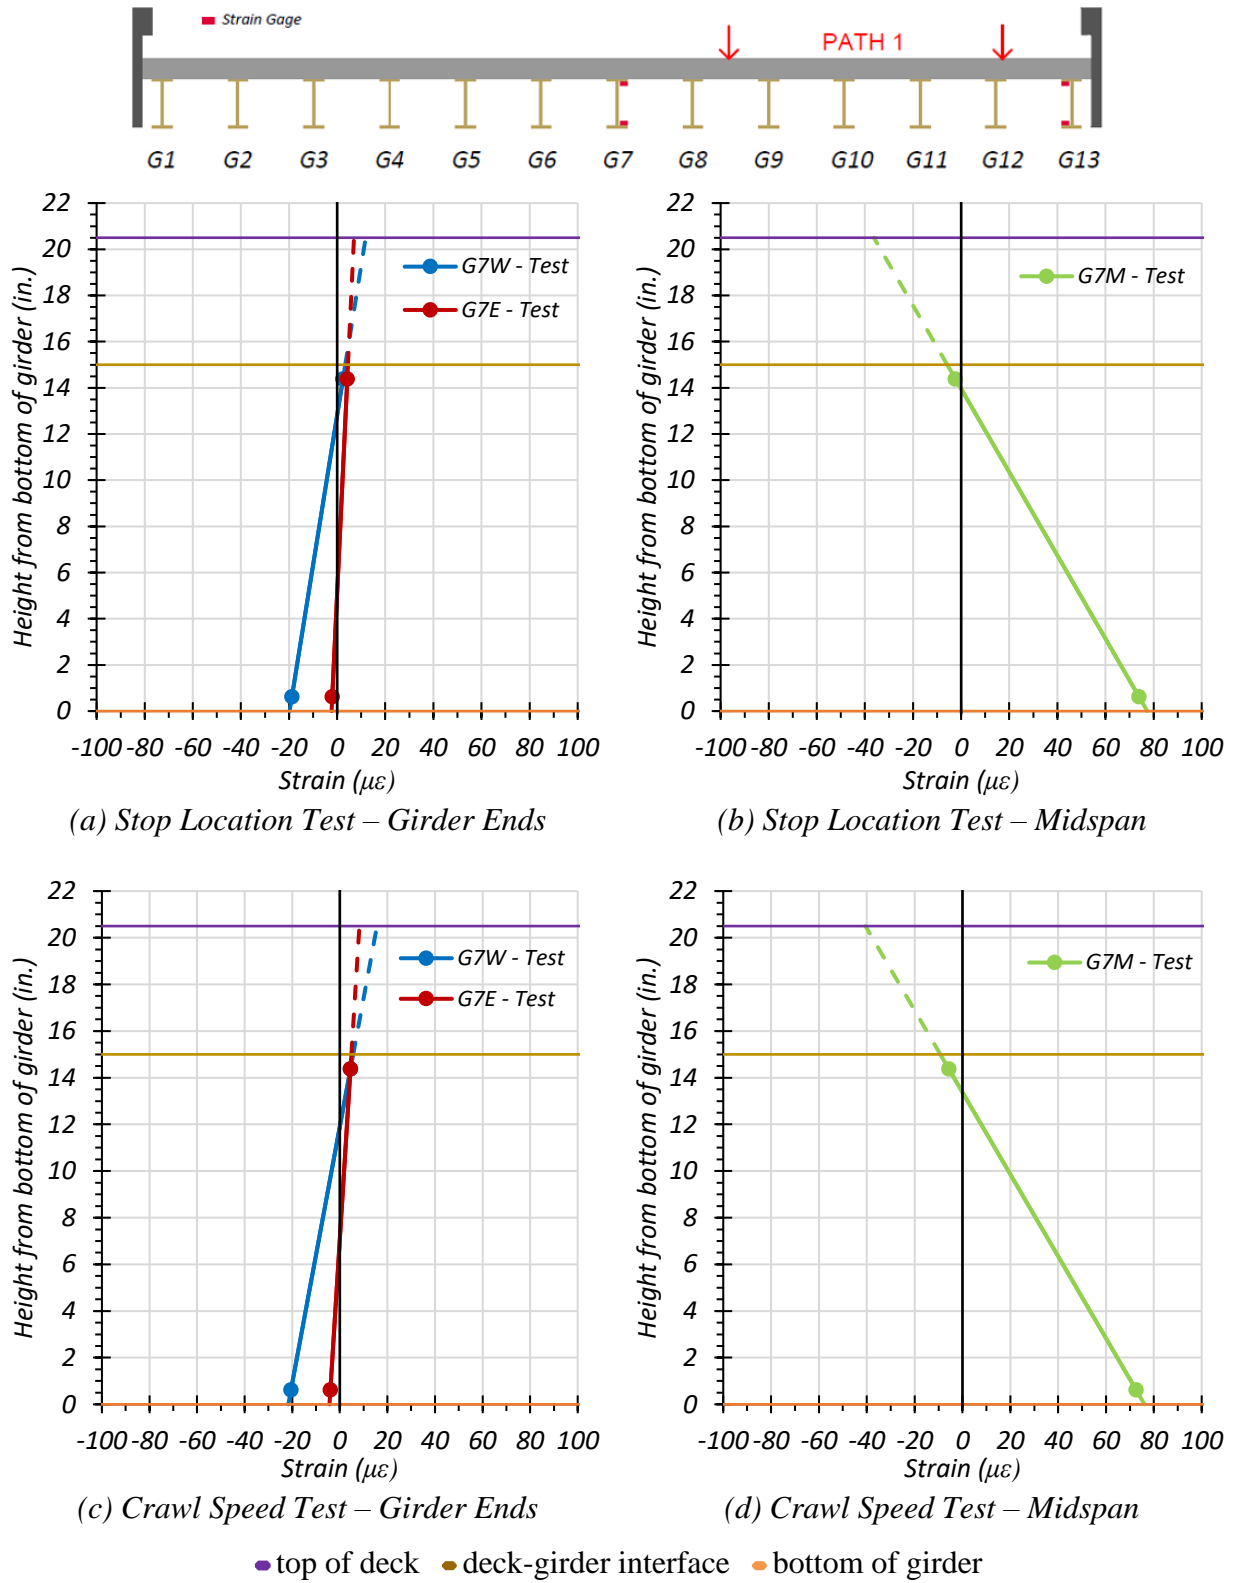 Strain Gage
PATH 1
G1 G2 G3 G4 G5 G6 G7 G8 G9 G10 G11 G12 G13
Height from bottom of girder (in.)
22
20
18
16
14
12
10
8
6
4
2
0
G7W - Test
G7E - Test
-100 -80 -60 -40 -20 0 20 40 60 80 100
Strain (με)
(a) Stop Location Test – Girder Ends
Height from bottom of girder (in.)
22
20
18
16
14
12
10
8
6
4
2
0
G7M - Test
-100 -80 -60 -40 -20 0 20 40 60 80 100
Strain (με)
(b) Stop Location Test – Midspan
Height from bottom of girder (in.)
22
20
18
16
14
12
10
8
6
4
2
0
G7W - Test
G7E - Test
-100 -80 -60 -40 -20 0 20 40 60 80 100
Strain (με)
(c) Crawl Speed Test – Girder Ends
Height from bottom of girder (in.)
22
20
18
16
14
12
10
8
6
4
2
0
G7M - Test
-100 -80 -60 -40 -20 0 20 40 60 80 100
Strain (με)
(d) Crawl Speed Test – Midspan
top of deck deck-girder interface bottom of girder